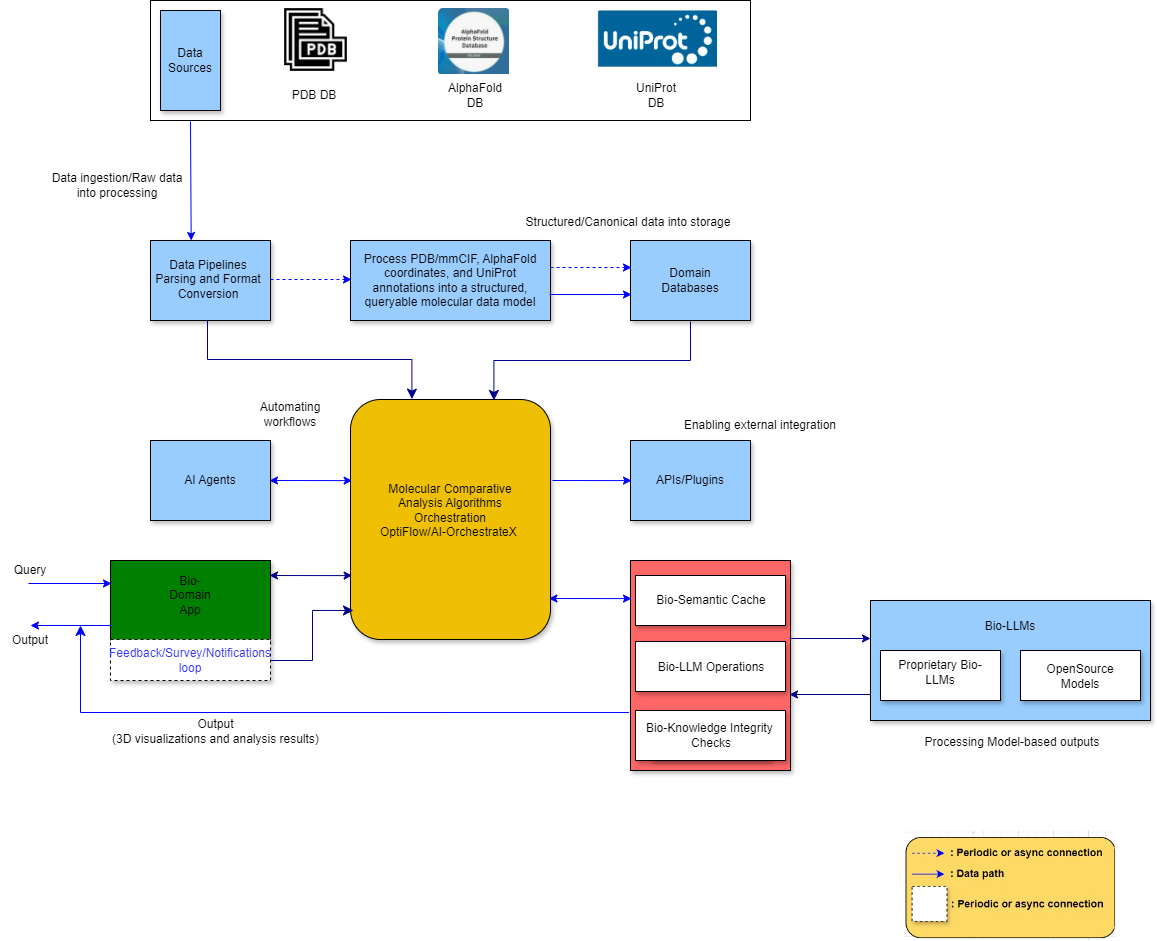 Data
Sources
PDB
PDB DB
AlphaFold
Protein Structure
Database
AlphaFold
DB
UniProt
UniProt
DB
Data ingestion/Raw data
into processing
Structured/Canonical data into storage
Data Pipelines
Parsing and Format
Conversion
Process PDB/mmCIF, AlphaFold
coordinates, and UniProt
annotations into a structured,
queryable molecular data model
Domain
Databases
Automating
workflows
Enabling external integration
AI Agents
Molecular Comparative
Analysis Algorithms
Orchestration
OptiFlow/AI-OrchestrateX
APIs/Plugins
Query
Bio-
Domain
App
Output
Feedback/Survey/Notifications
loop
Output
(3D visualizations and analysis results)
Bio-Semantic Cache
Bio-LLM Operations
Bio-Knowledge Integrity
Checks
Bio-LLMs
Proprietary Bio-
LLMs
OpenSource
Models
Processing Model-based outputs
: Periodic or async connection
: Data path
: Periodic or async connection